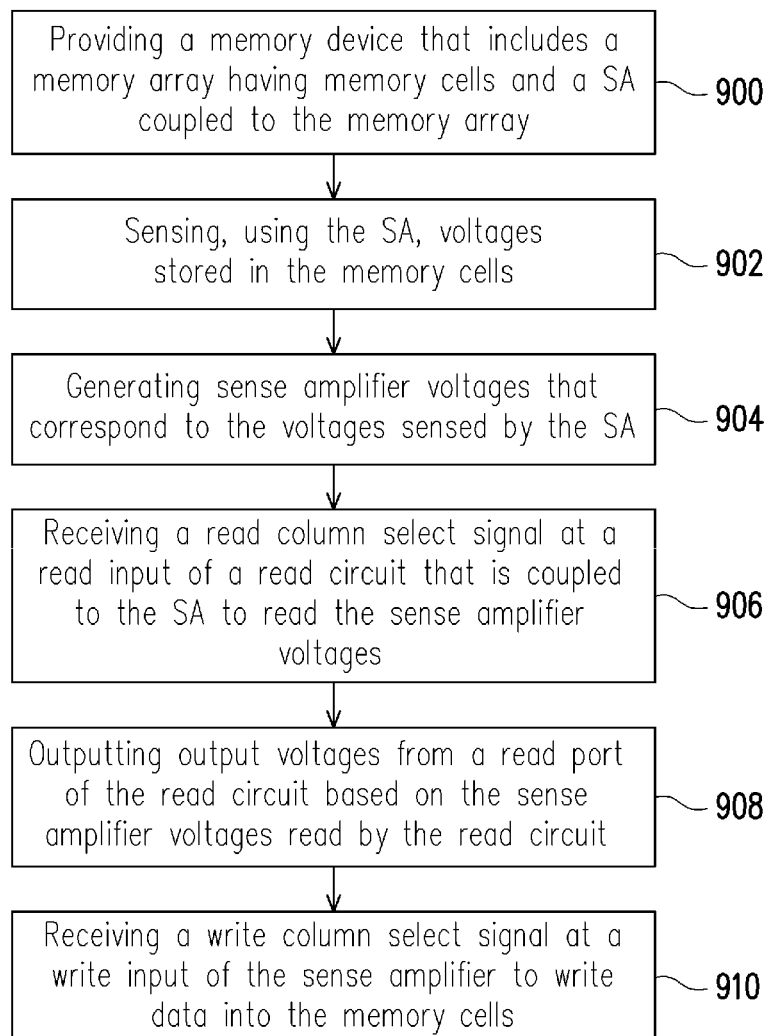 Providing a memory device that includes a
memory array having memory cells and a SA
coupled to the memory array
900
Sensing, using the SA, voltages
stored in the memory cells
902
Generating sense amplifier voltages that
correspond to the voltages sensed by the SA
904
Receiving a read column select signal at a
read input of a read circuit that is coupled
to the SA to read the sense amplifier
voltages
906
Outputting output voltages from a read port
of the read circuit based on the sense
amplifier voltages read by the read circuit
908
Receiving a write column select signal at a
write input of the sense amplifier to write
data into the memory cells
910